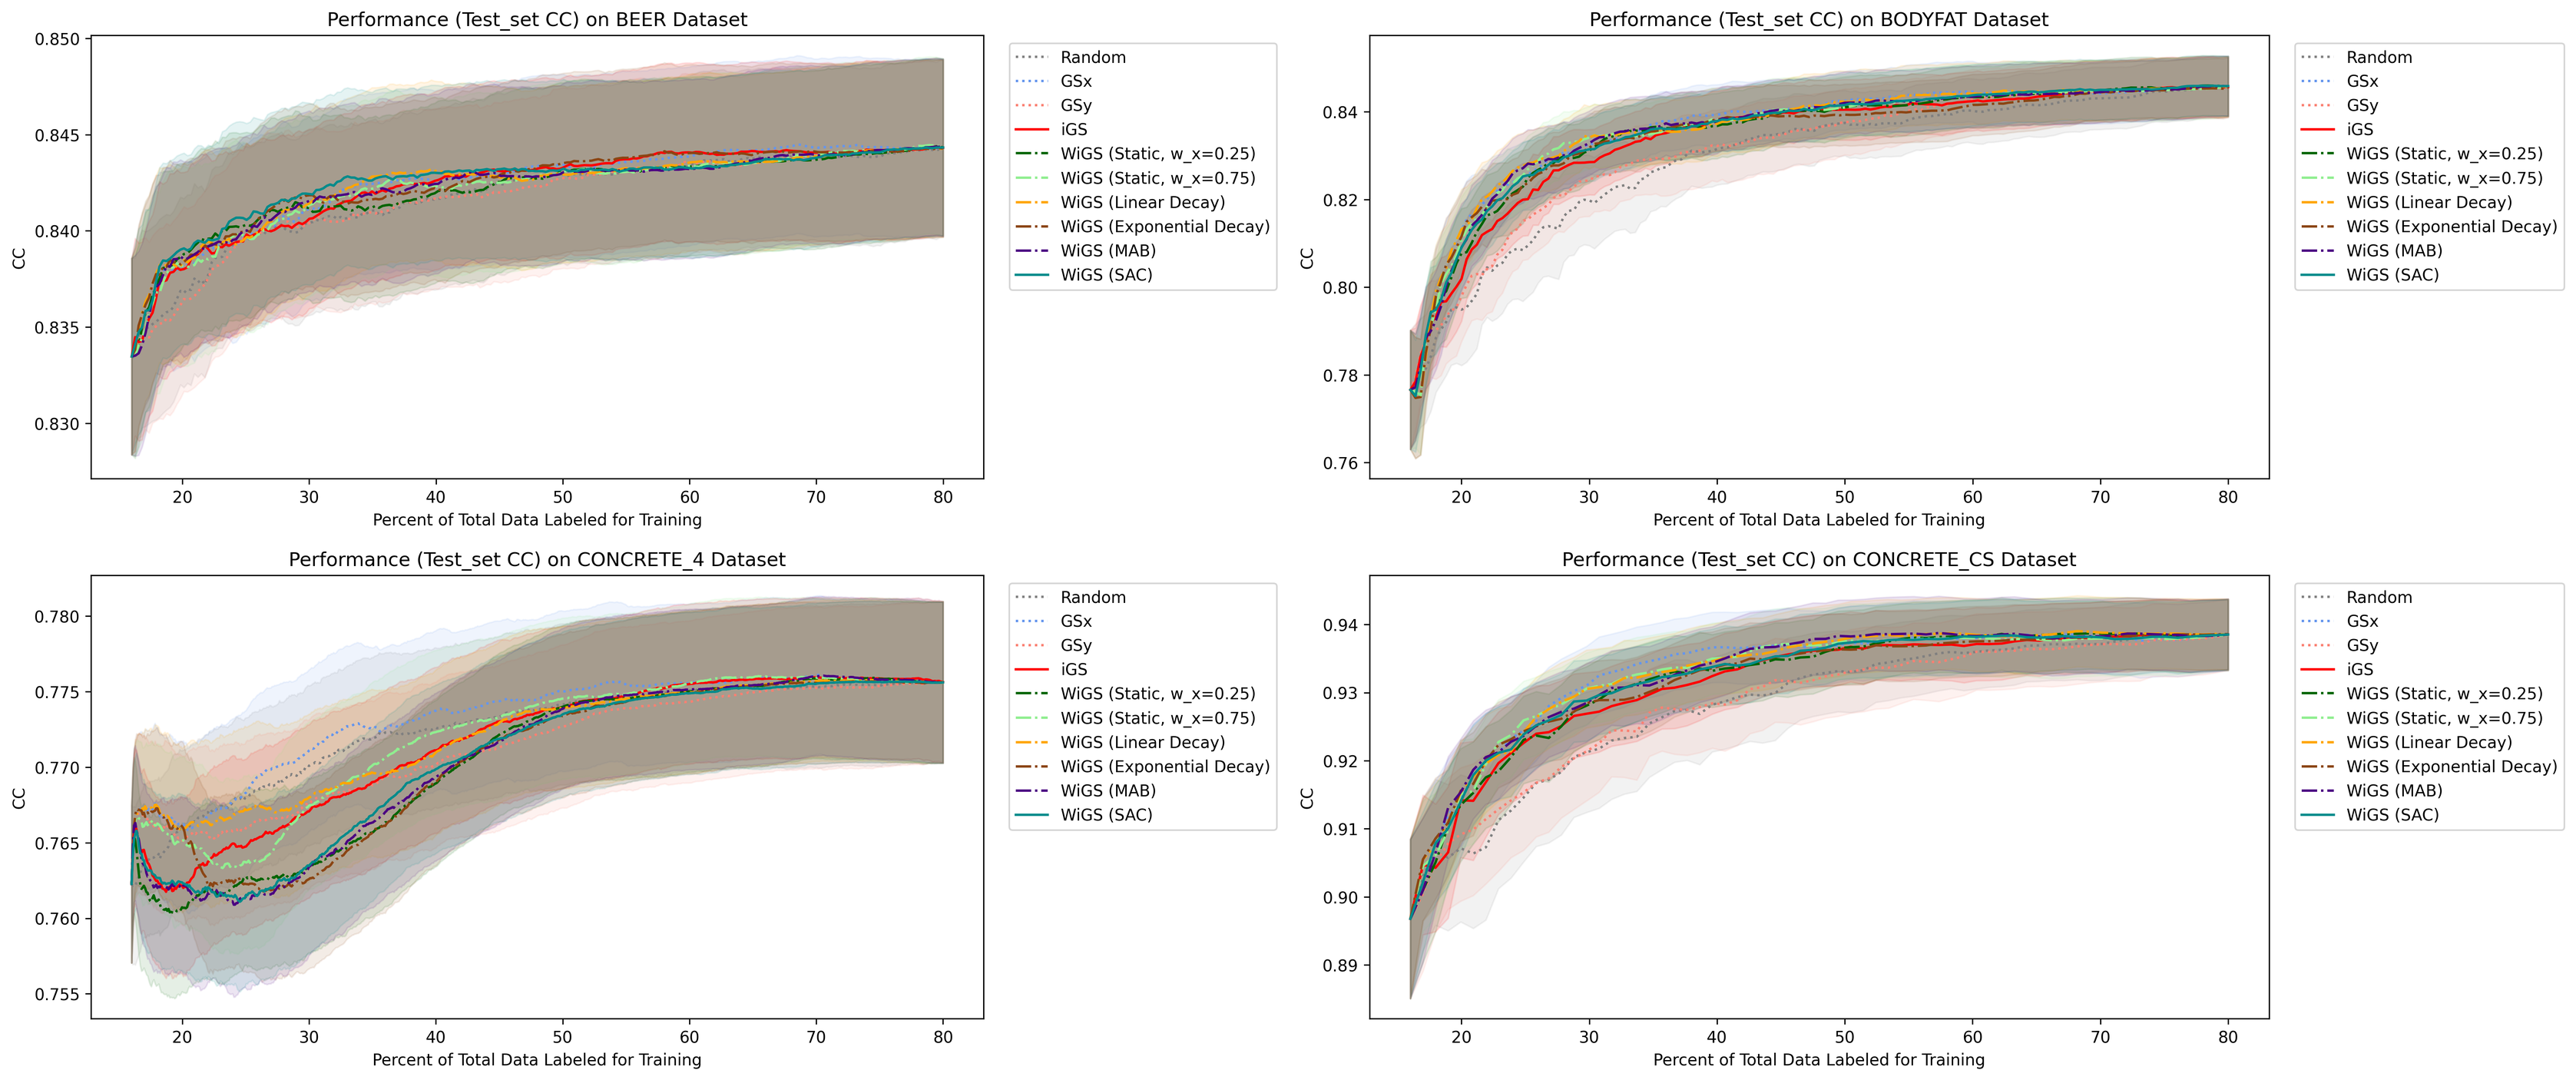 Performance (Test_set CC) on BEER Dataset
CC
0.850
0.845
0.840
0.835
0.830
20 30 40 50 60 70 80
Percent of Total Data Labeled for Training
Random
GSx
GSy
iGS
WiGS (Static, w_x=0.25)
WiGS (Static, w_x=0.75)
WiGS (Linear Decay)
WiGS (Exponential Decay)
WiGS (MAB)
WiGS (SAC)
Performance (Test_set CC) on BODYFAT Dataset
CC
0.84
0.82
0.80
0.78
0.76
20 30 40 50 60 70 80
Percent of Total Data Labeled for Training
Random
GSx
GSy
iGS
WiGS (Static, w_x=0.25)
WiGS (Static, w_x=0.75)
WiGS (Linear Decay)
WiGS (Exponential Decay)
WiGS (MAB)
WiGS (SAC)
Performance (Test_set CC) on CONCRETE_4 Dataset
CC
0.780
0.775
0.770
0.765
0.760
0.755
20 30 40 50 60 70 80
Percent of Total Data Labeled for Training
Random
GSx
GSy
iGS
WiGS (Static, w_x=0.25)
WiGS (Static, w_x=0.75)
WiGS (Linear Decay)
WiGS (Exponential Decay)
WiGS (MAB)
WiGS (SAC)
Performance (Test_set CC) on CONCRETE_CS Dataset
CC
0.94
0.93
0.92
0.91
0.90
0.89
20 30 40 50 60 70 80
Percent of Total Data Labeled for Training
Random
GSx
GSy
iGS
WiGS (Static, w_x=0.25)
WiGS (Static, w_x=0.75)
WiGS (Linear Decay)
WiGS (Exponential Decay)
WiGS (MAB)
WiGS (SAC)